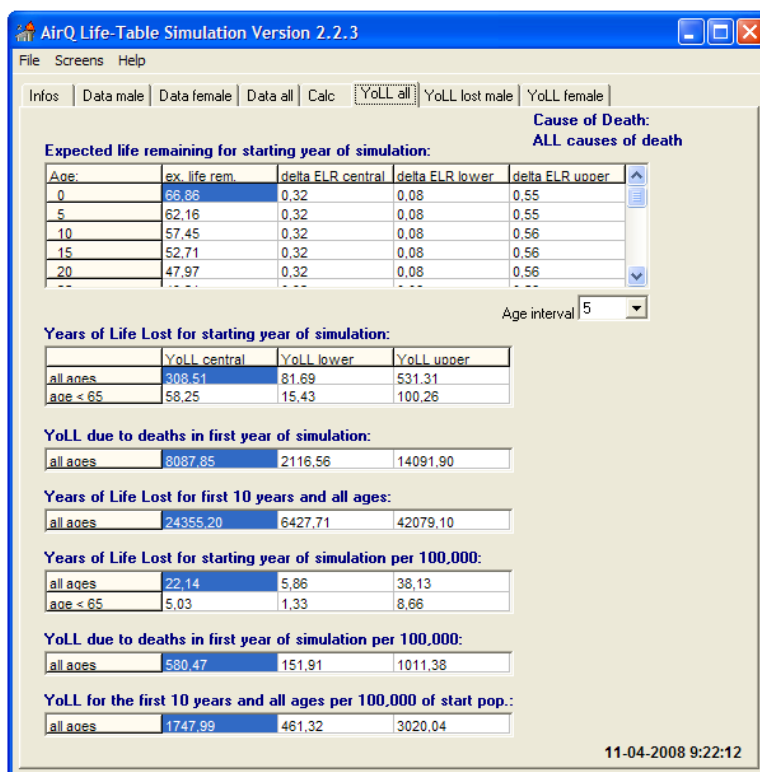 AirQ Life-Table Simulation Version 2.2.3
File Screens Help
Infos Data male Data female Data all Calc YoLL all YoLL lost male YoLL female
Cause of Death:
ALL causes of death
Expected life remaining for starting year of simulation:
Age: ex. life rem. delta ELR central delta ELR lower delta ELR upper
0 66,86 0,32 0,08 0,55
5 62,16 0,32 0,08 0,55
10 57,45 0,32 0,08 0,56
15 52,71 0,32 0,08 0,56
20 47,97 0,32 0,08 0,56
Age interval 5
Years of Life Lost for starting year of simulation:
YoLL central YoLL lower YoLL upper
all ages 308,51 81,69 531,31
age < 65 58,25 15,43 100,26
YoLL due to deaths in first year of simulation:
all ages 8087,85 2116,56 14091,90
Years of Life Lost for first 10 years and all ages:
all ages 24355,20 6427,71 42079,10
Years of Life Lost for starting year of simulation per 100,000:
all ages 22,14 5,86 38,13
age < 65 5,03 1,33 8,66
YoLL due to deaths in first year of simulation per 100,000:
all ages 580,47 151,91 1011,38
YoLL for the first 10 years and all ages per 100,000 of start pop.:
all ages 1747,99 461,32 3020,04
11-04-2008 9:22:12